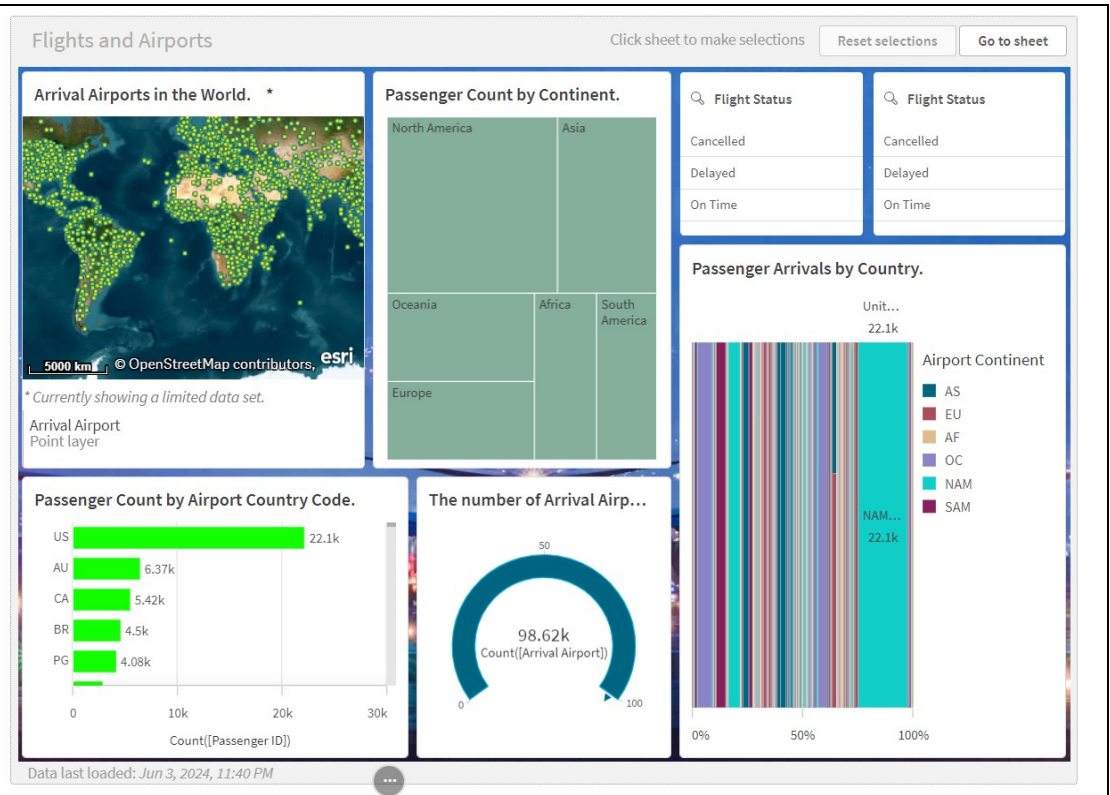 Flights and Airports
Click sheet to make selections
Reset selections
Go to sheet
Arrival Airports in the World. *
5000 km
© OpenStreetMap contributors,
esri
* Currently showing a limited data set.
Arrival Airport
Point layer
Passenger Count by Continent.
North America
Asia
Oceania
Africa
South
America
Europe
Flight Status
Cancelled
Delayed
On Time
Flight Status
Cancelled
Delayed
On Time
Passenger Arrivals by Country.
Unit...
22.1k
NAM...
22.1k
0%
50%
100%
Airport Continent
AS
EU
AF
OC
NAM
SAM
Passenger Count by Airport Country Code.
US
22.1k
AU
6.37k
CA
5.42k
BR
4.5k
PG
4.08k
0
10k
20k
30k
Count([Passenger ID])
The number of Arrival Airp...
50
98.62k
Count([Arrival Airport])
0
100
Data last loaded: Jun 3, 2024, 11:40 PM
...